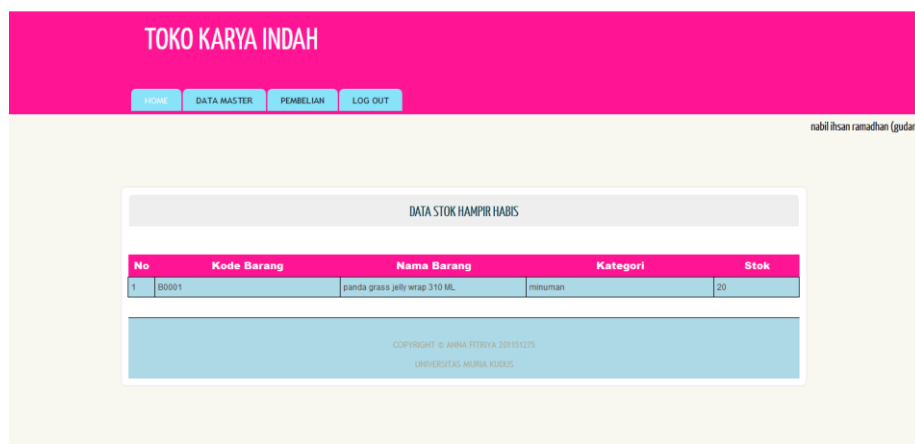 TOKO KARYA INDAH
HOME DATA MASTER PEMBELIAN LOG OUT
nabil ihsan ramadhan (gudan
DATA STOK HAMPIR HABIS
No Kode Barang Nama Barang Kategori Stok
1 B0001 panda grass jelly wrap 310 ML minuman 20
COPYRIGHT © ANNA FITRIYA 201151275
UNIVERSITAS MURIA KUDUS